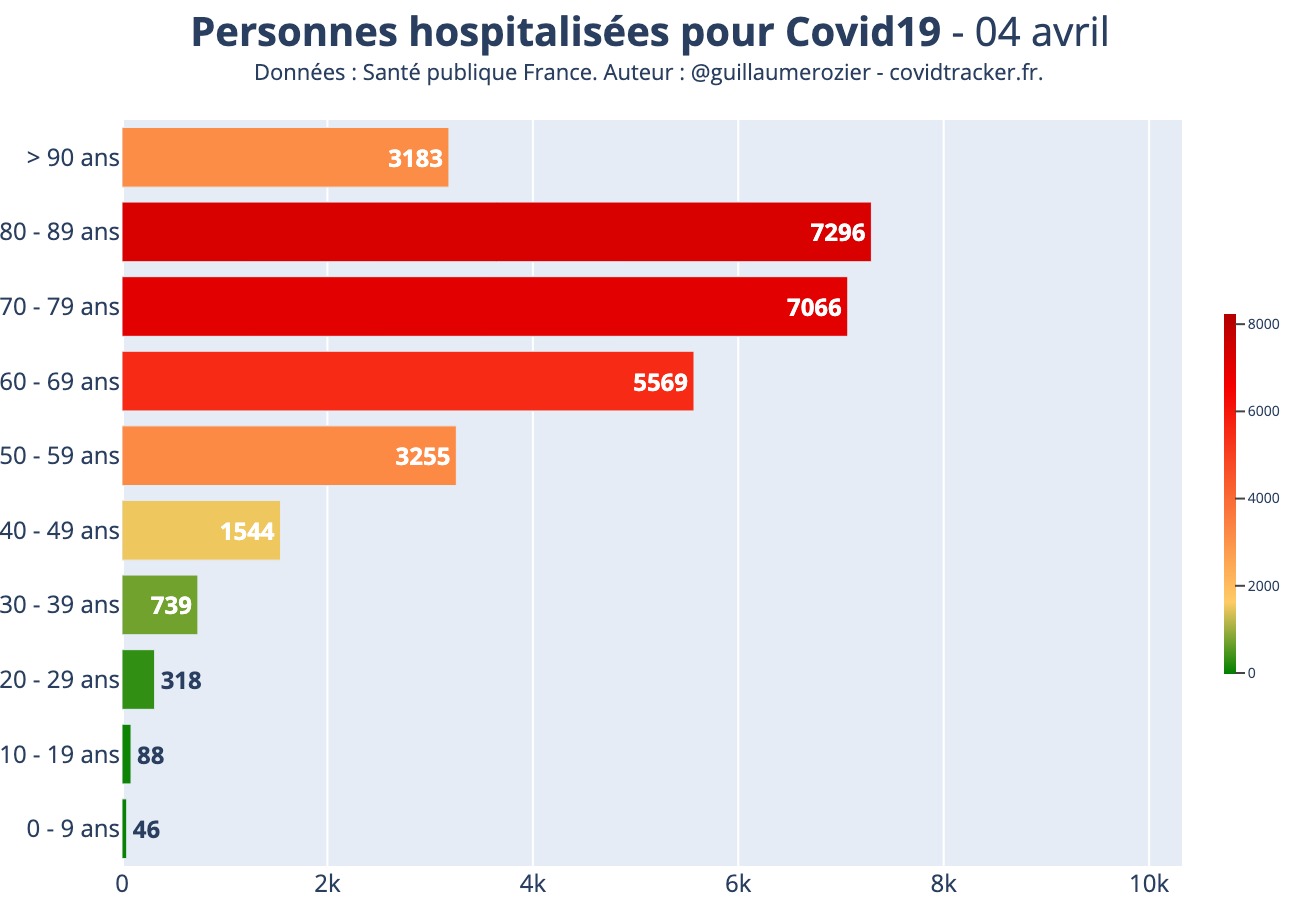 Personnes hospitalisées pour Covid19 - 04 avril
Données : Santé publique France. Auteur : @guillaumerozier - covidtracker.fr.
> 90 ans 3183
80 - 89 ans 7296
70 - 79 ans 7066
60 - 69 ans 5569
50 - 59 ans 3255
40 - 49 ans 1544
30 - 39 ans 739
20 - 29 ans 318
10 - 19 ans 88
0 - 9 ans 46
0 2k 4k 6k 8k 10k
8000
6000
4000
2000
0